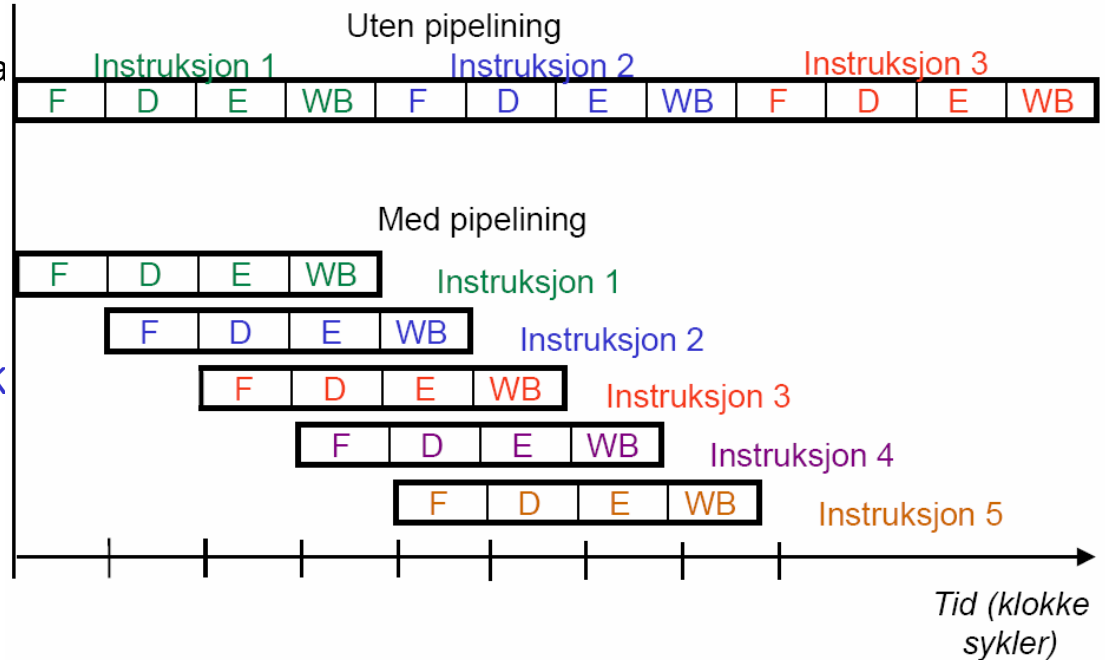 Uten pipelining
a
Instruksjon 1 Instruksjon 2 Instruksjon 3
F D E WB F D E WB F D E WB
Med pipelining
F D E WB Instruksjon 1
F D E WB Instruksjon 2
K
F D E WB Instruksjon 3
F D E WB Instruksjon 4
F D E WB Instruksjon 5
Tid (klokke
sykler)